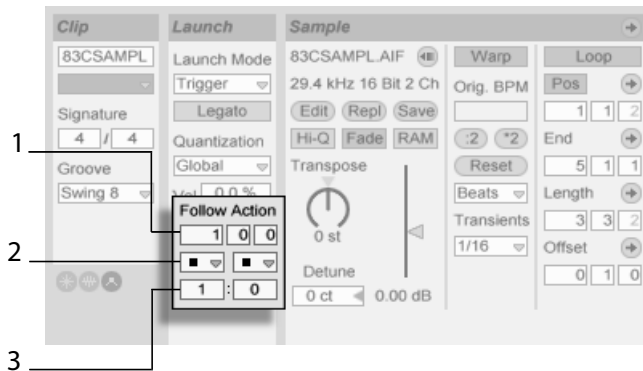 Clip
83CSAMPL
Signature
4 / 4
Groove
Swing 8
Launch
Launch Mode
Trigger
Legato
Quantization
Global
Vel 0.0 %
Follow Action
1 0 0
1 : 0
Sample
83CSAMPL.AIF
29.4 kHz 16 Bit 2 Ch
Edit Repl Save
Hi-Q Fade RAM
Transpose
0 st
Detune
0 ct 0.00 dB
Warp
Orig. BPM
:2 *2
Reset
Beats
Transients
1/16
Loop
Pos
1 1 2
End
5 1 1
Length
3 3 2
Offset
0 1 0
1
2
3